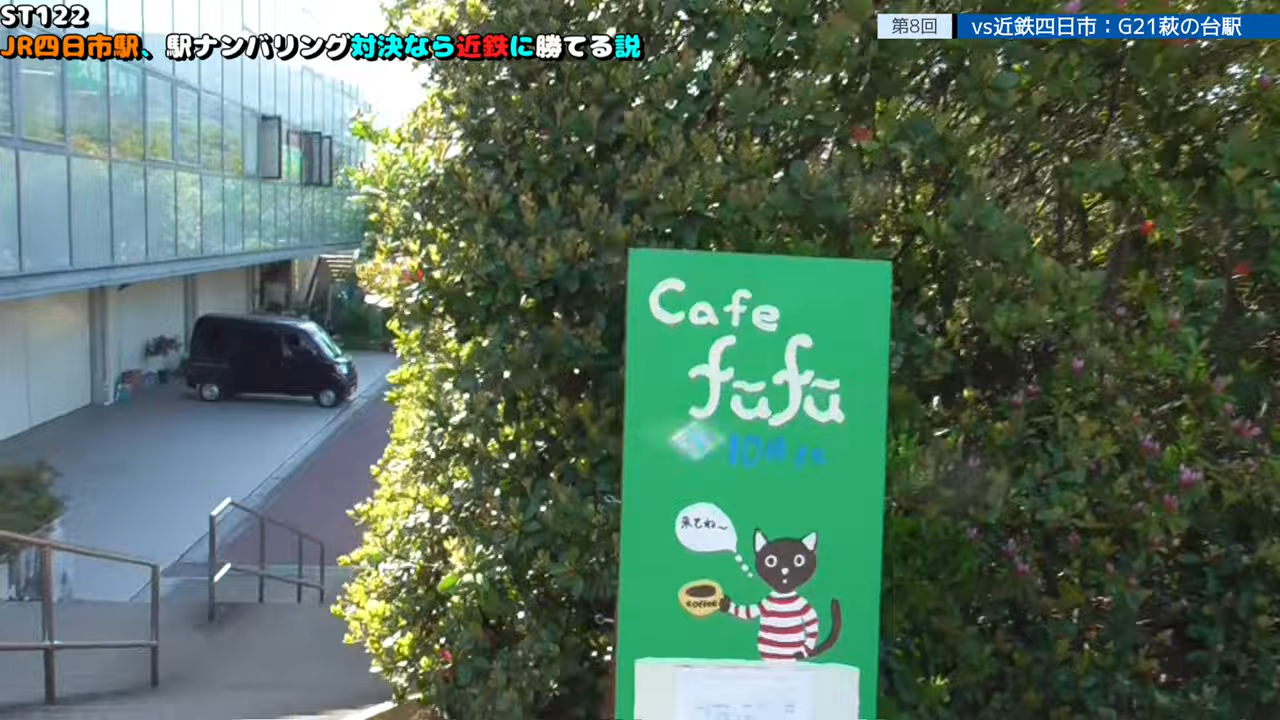 ST122
JR四日市駅、駅ナンバリング対決なら近鉄に勝てる説
第8回
vs近鉄四日市：G21萩の台駅
Cafe
fūfū
来てね〜
coffee